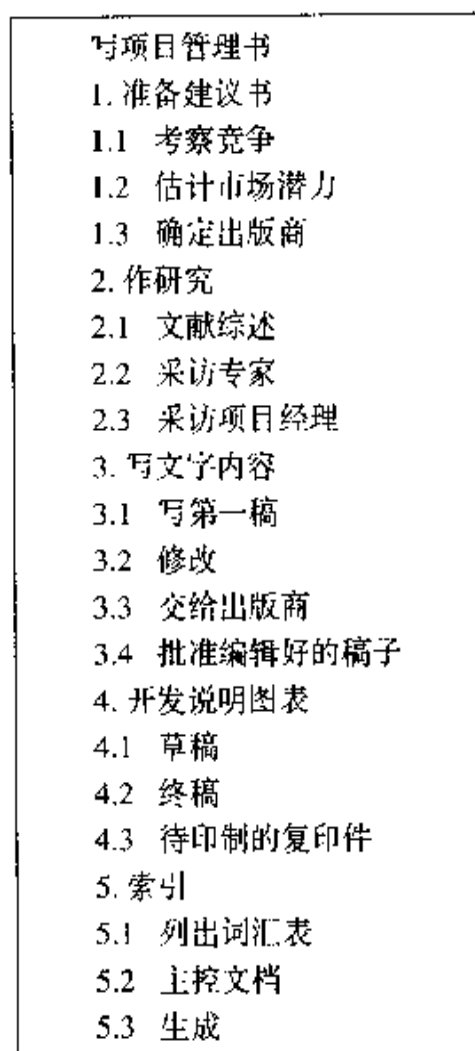 写项目管理书
1. 准备建议书
1.1 考察竞争
1.2 估计市场潜力
1.3 确定出版商
2. 作研究
2.1 文献综述
2.2 采访专家
2.3 采访项目经理
3. 写文字内容
3.1 写第一稿
3.2 修改
3.3 交给出版商
3.4 批准编辑好的稿子
4. 开发说明图表
4.1 草稿
4.2 终稿
4.3 待印制的复印件
5. 索引
5.1 列出词汇表
5.2 主控文档
5.3 生成